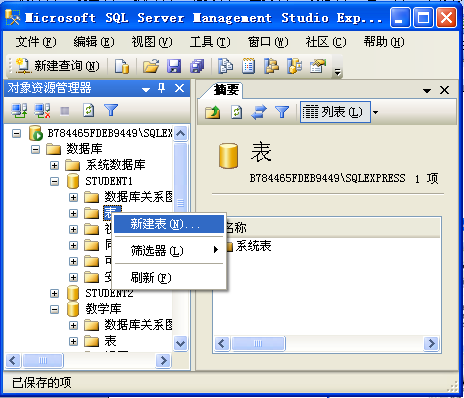 Microsoft SQL Server Management Studio Exp...
文件(F) 编辑(E) 视图(V) 工具(T) 窗口(W) 社区(C) 帮助(H)
新建查询(N)
对象资源管理器
摘要
列表(L)
B784465FDEB9449\SQLEX
数据库
系统数据库
STUDENT1
数据库关系图
表
新建表(N)...
筛选器(L)
刷新(F)
STUDENT2
教学库
数据库关系图
表
表
B784465FDEB9449\SQLEXPRESS 1 项
名称
系统表
已保存的项